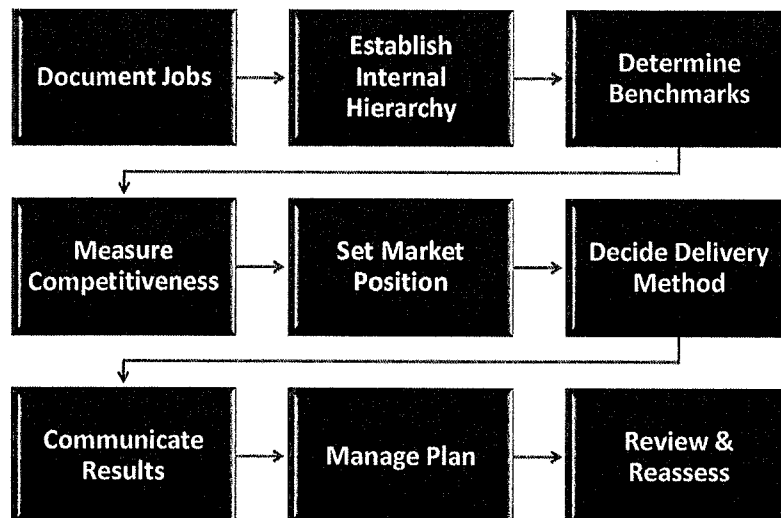 Document Jobs
Establish
Internal
Hierarchy
Determine
Benchmarks
Measure
Competitiveness
Set Market
Position
Decide Delivery
Method
Communicate
Results
Manage Plan
Review &
Reassess